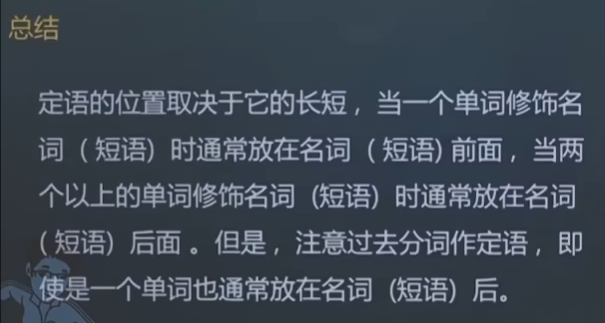 总结
定语的位置取决于它的长短，当一个单词修饰名
词（短语）时通常放在名词（短语)前面，当两
个以上的单词修饰名词（短语）时通常放在名词
（短语）后面。但是，注意过去分词作定语，即
使是一个单词也通常放在名词（短语）后。